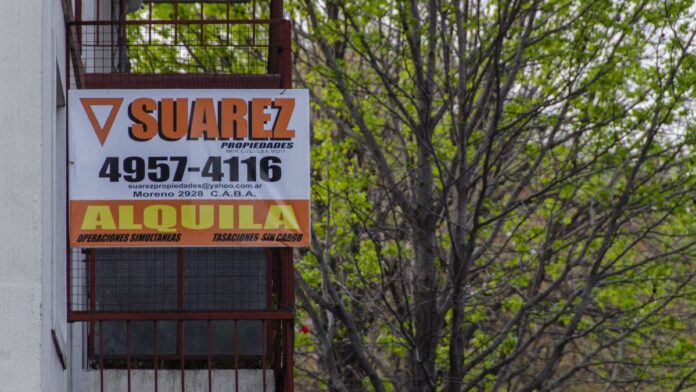 SUAREZ
PROPIEDADES
4957-4116
suarezpropiedades@yahoo.com.ar
Moreno 2928 C.A.B.A.
ALQUILA
OPERACIONES SIMULTANEAS TASACIONES SIN CARGO